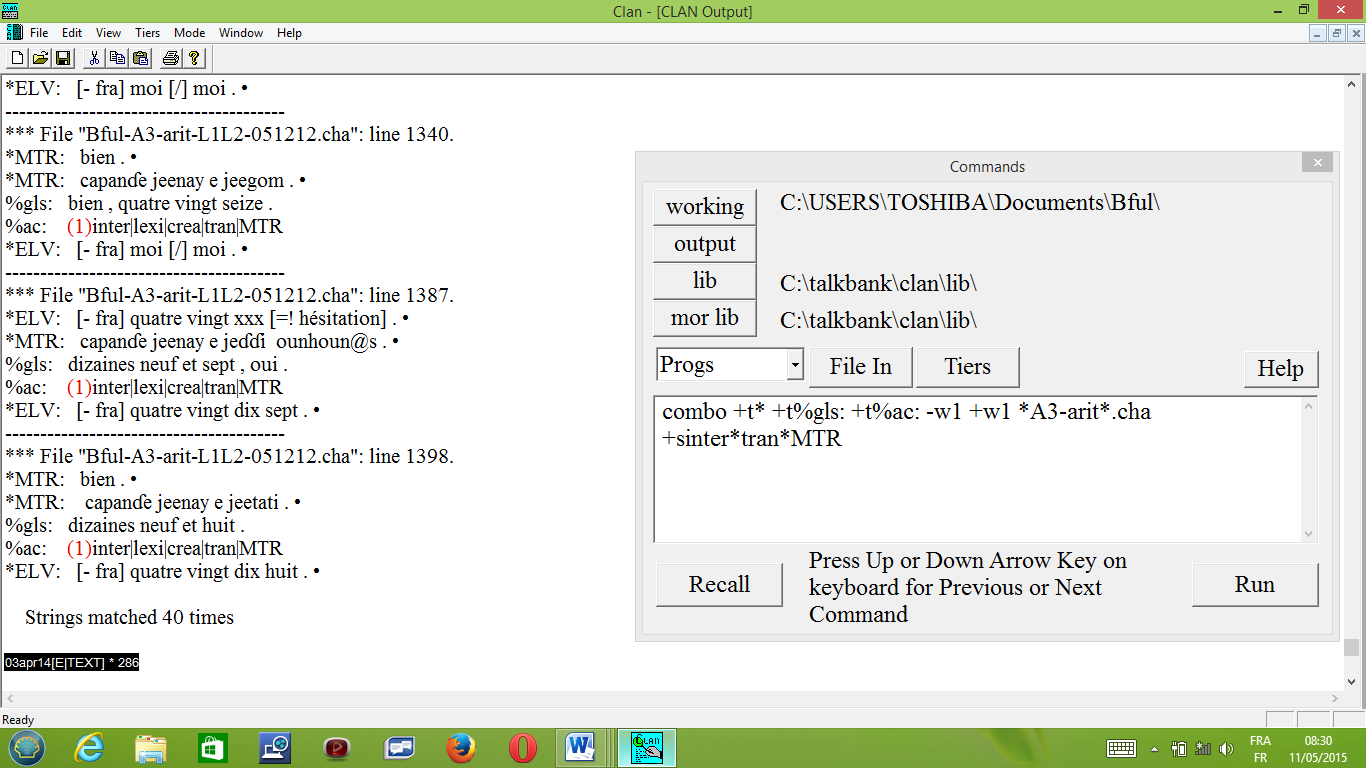 Clan - [CLAN Output]
File Edit View Tiers Mode Window Help
*ELV: [- fra] moi [/] moi . •
----------------------------------------
*** File "Bful-A3-arit-L1L2-051212.cha": line 1340.
*MTR: bien . •
*MTR: capanɗe jeenay e jeegom . •
%gls: bien , quatre vingt seize .
%ac: (1)inter|lexi|crea|tran|MTR
*ELV: [- fra] moi [/] moi . •
----------------------------------------
*** File "Bful-A3-arit-L1L2-051212.cha": line 1387.
*ELV: [- fra] quatre vingt xxx [=! hésitation] . •
*MTR: capanɗe jeenay e jeɗɗi ounhoun@s . •
%gls: dizaines neuf et sept , oui .
%ac: (1)inter|lexi|crea|tran|MTR
*ELV: [- fra] quatre vingt dix sept . •
----------------------------------------
*** File "Bful-A3-arit-L1L2-051212.cha": line 1398.
*MTR: bien . •
*MTR: capanɗe jeenay e jeetati . •
%gls: dizaines neuf et huit .
%ac: (1)inter|lexi|crea|tran|MTR
*ELV: [- fra] quatre vingt dix huit . •
Strings matched 40 times
03apr14[E|TEXT] * 286
Commands
working C:\USERS\TOSHIBA\Documents\Bful\
output
lib C:\talkbank\clan\lib\
mor lib C:\talkbank\clan\lib\
Progs File In Tiers Help
combo +t* +t%gls: +t%ac: -w1 +w1 *A3-arit*.cha
+sinter*tran*MTR
Recall
Press Up or Down Arrow Key on
keyboard for Previous or Next
Command
Run
Ready
CLAN
FRA 08:30
FR 11/05/2015